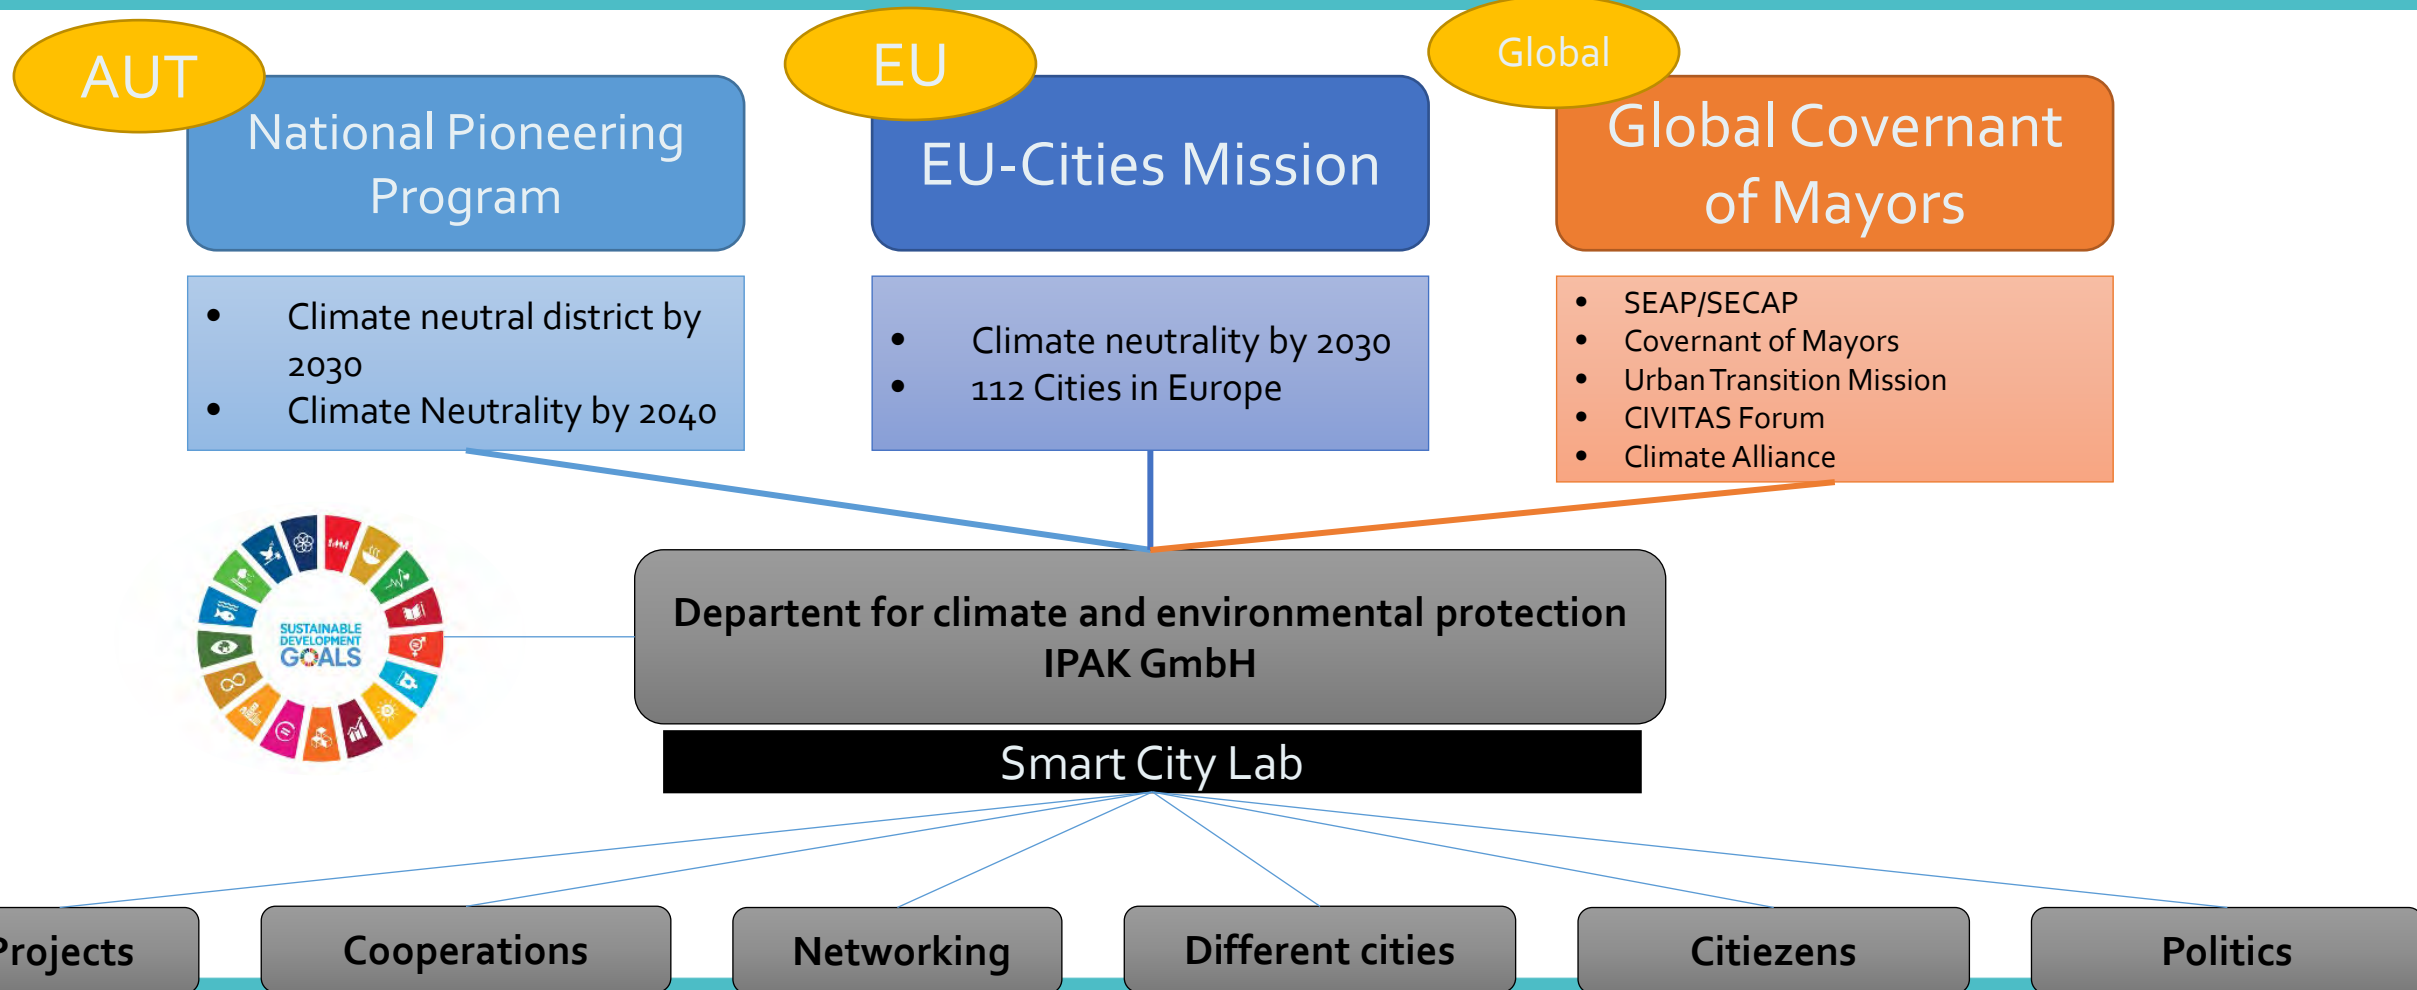 AUT
National Pioneering
Program
• Climate neutral district by
2030
• Climate Neutrality by 2040
EU
EU-Cities Mission
• Climate neutrality by 2030
• 112 Cities in Europe
Global
Global Covernant
of Mayors
• SEAP/SECAP
• Covernant of Mayors
• Urban Transition Mission
• CIVITAS Forum
• Climate Alliance
SUSTAINABLE
DEVELOPMENT
GOALS
Departent for climate and environmental protection
IPAK GmbH
Smart City Lab
Projects
Cooperations
Networking
Different cities
Citiezens
Politics